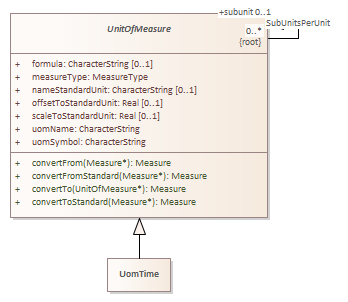 +subunit 0..1
UnitOfMeasure
SubUnitsPerUnit
0..*
{root}
+ formula: CharacterString [0..1]
+ measureType: MeasureType
+ nameStandardUnit: CharacterString [0..1]
+ offsetToStandardUnit: Real [0..1]
+ scaleToStandardUnit: Real [0..1]
+ uomName: CharacterString
+ uomSymbol: CharacterString
+ convertFrom(Measure*): Measure
+ convertFromStandard(Measure*): Measure
+ convertTo(UnitOfMeasure*): Measure
+ convertToStandard(Measure*): Measure
UomTime